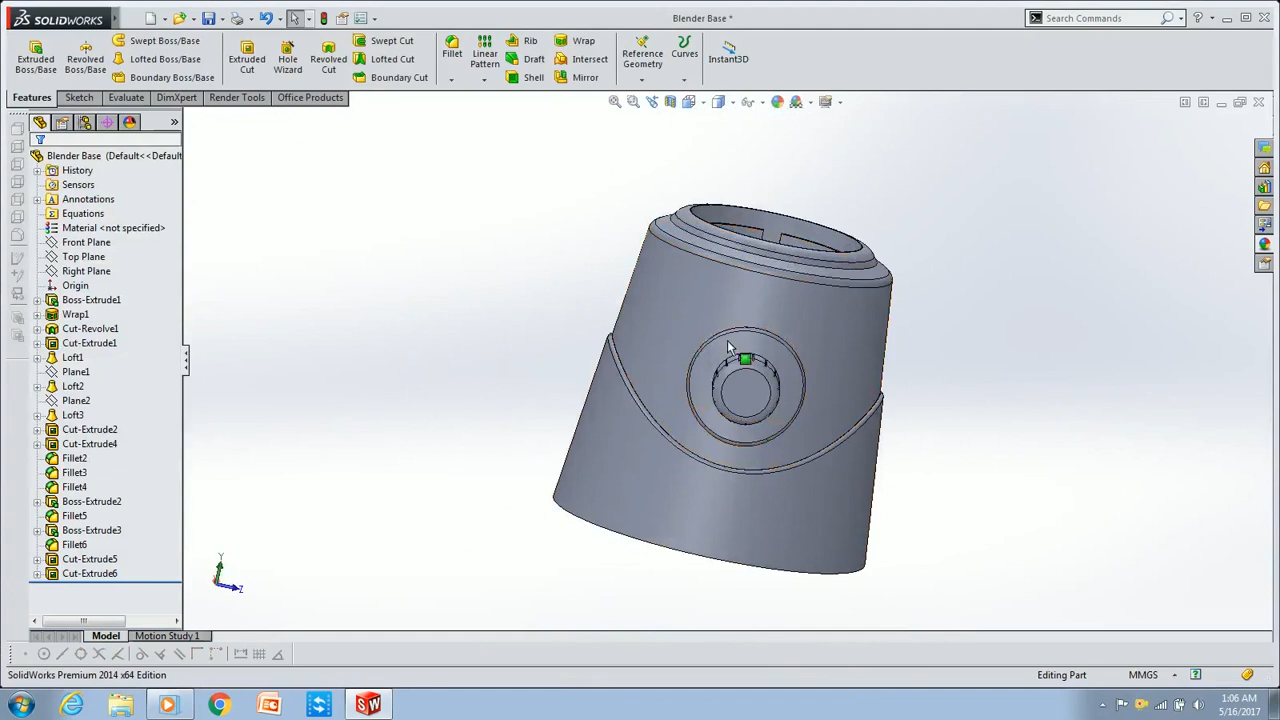 SOLIDWORKS
Blender Base *
Search Commands
Extruded Boss/Base
Revolved Boss/Base
Swept Boss/Base
Lofted Boss/Base
Boundary Boss/Base
Extruded Cut
Hole Wizard
Revolved Cut
Swept Cut
Lofted Cut
Boundary Cut
Fillet
Linear Pattern
Rib
Draft
Shell
Wrap
Intersect
Mirror
Reference Geometry
Curves
Instant3D
Features
Sketch
Evaluate
DimXpert
Render Tools
Office Products
Blender Base (Default<<Default
History
Sensors
Annotations
Equations
Material <not specified>
Front Plane
Top Plane
Right Plane
Origin
Boss-Extrude1
Wrap1
Cut-Revolve1
Cut-Extrude1
Loft1
Plane1
Loft2
Plane2
Loft3
Cut-Extrude2
Cut-Extrude4
Fillet2
Fillet3
Fillet4
Boss-Extrude2
Fillet5
Boss-Extrude3
Fillet6
Cut-Extrude5
Cut-Extrude6
Y
Z
Model
Motion Study 1
SolidWorks Premium 2014 x64 Edition
Editing Part
MMGS
1:06 AM
5/16/2017